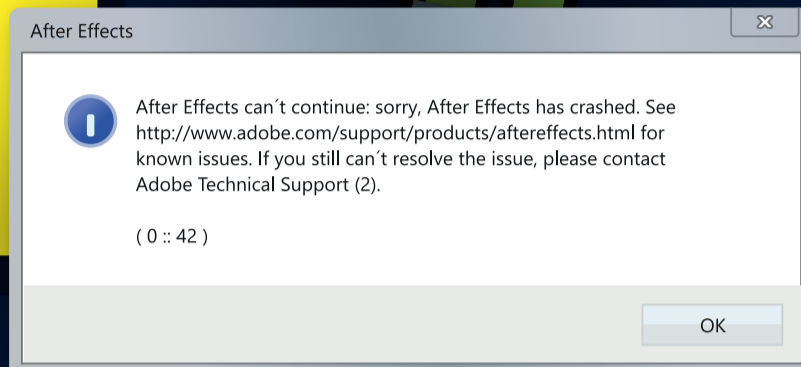 After Effects
After Effects can´t continue: sorry, After Effects has crashed. See
http://www.adobe.com/support/products/aftereffects.html for
known issues. If you still can´t resolve the issue, please contact
Adobe Technical Support (2).
( 0 :: 42 )
OK